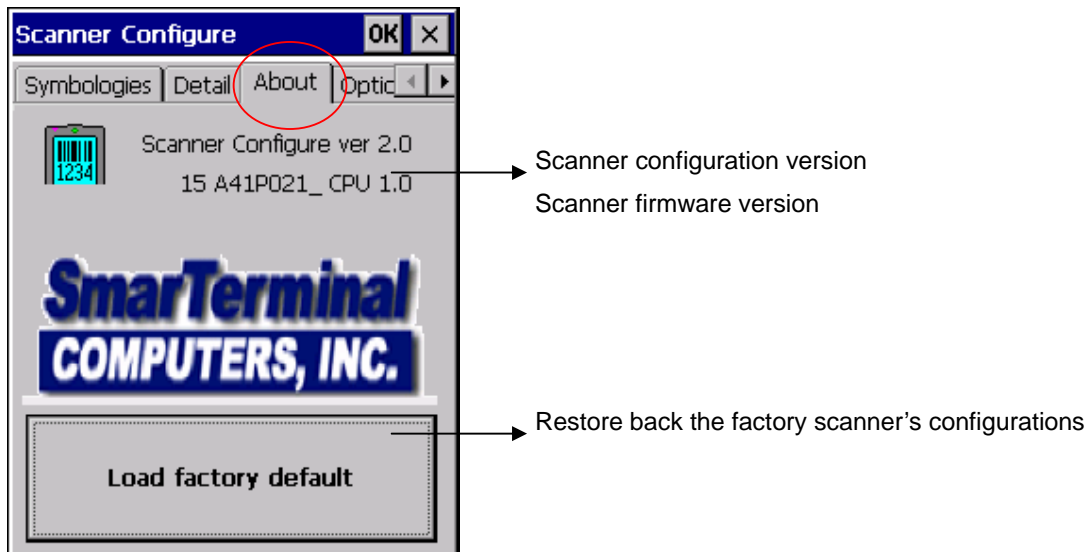 Scanner Configure OK ×
Symbologies Detail About Optic
Scanner Configure ver 2.0
15 A41P021_ CPU 1.0
1234
Scanner configuration version
Scanner firmware version
SmarTerminal
COMPUTERS, INC.
Load factory default
Restore back the factory scanner’s configurations